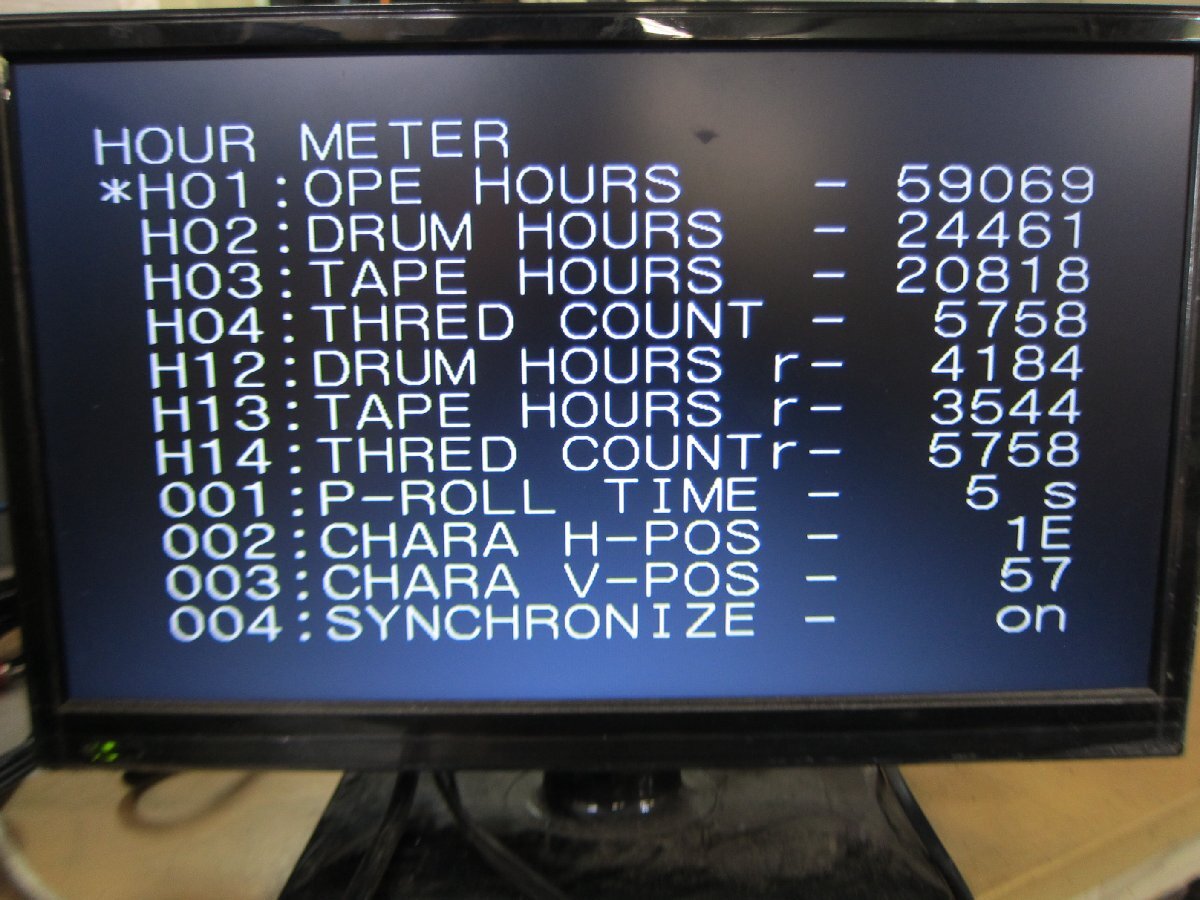 HOUR METER
*H01:OPE HOURS - 59069
H02:DRUM HOURS - 24461
H03:TAPE HOURS - 20818
H04:THRED COUNT - 5758
H12:DRUM HOURS r- 4184
H13:TAPE HOURS r- 3544
H14:THRED COUNTr- 5758
001:P-ROLL TIME - 5 s
002:CHARA H-POS - 1E
003:CHARA V-POS - 57
004:SYNCHRONIZE - on